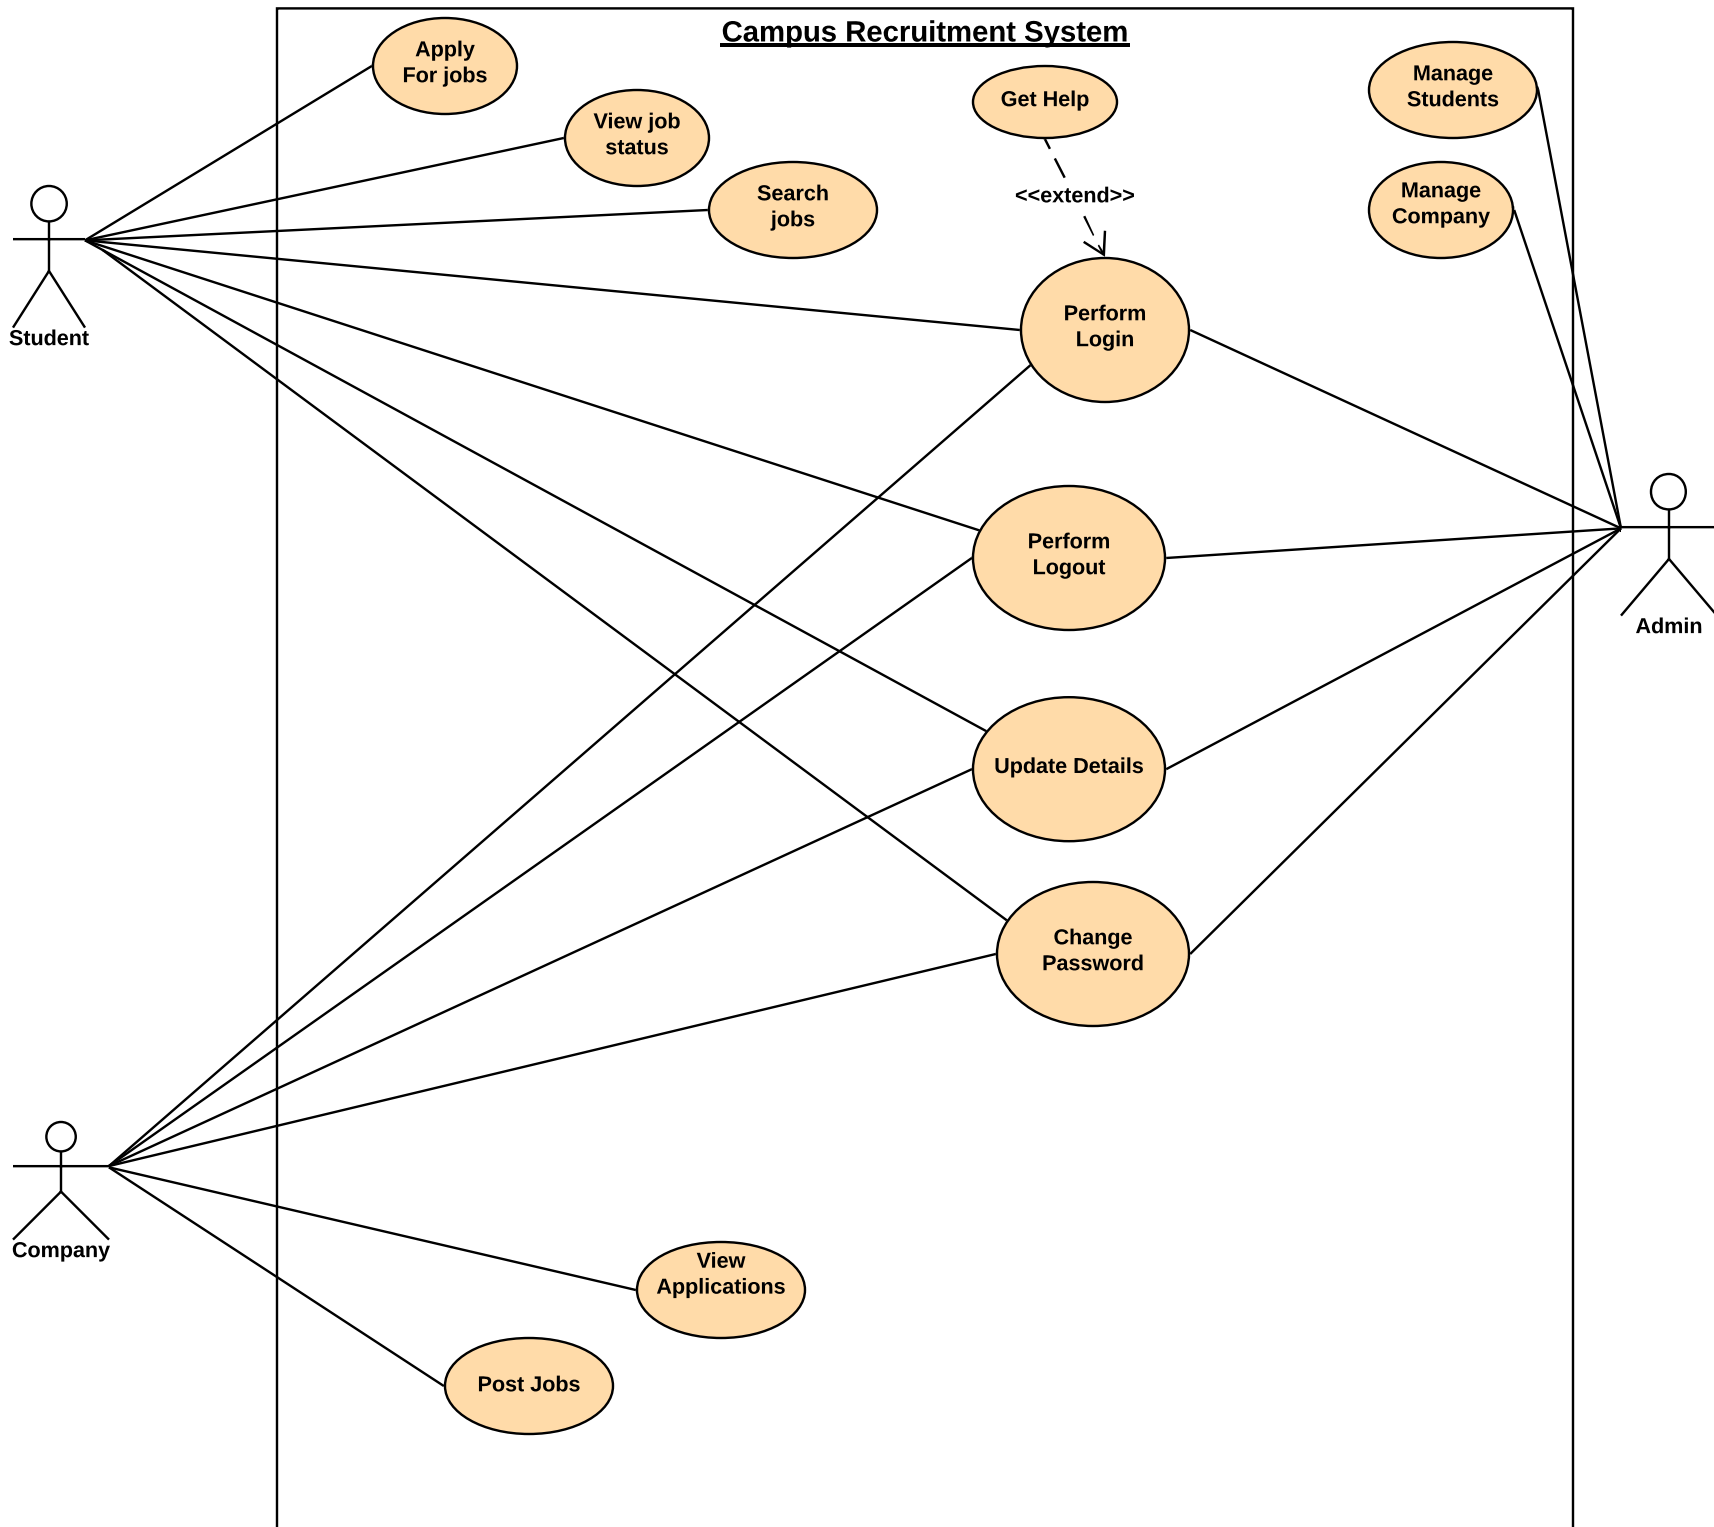 Campus Recruitment System
Apply
For jobs
View job
status
Search
jobs
Get Help
<<extend>>
Manage
Students
Manage
Company
Student
Perform
Login
Perform
Logout
Admin
Update Details
Change
Password
Company
View
Applications
Post Jobs